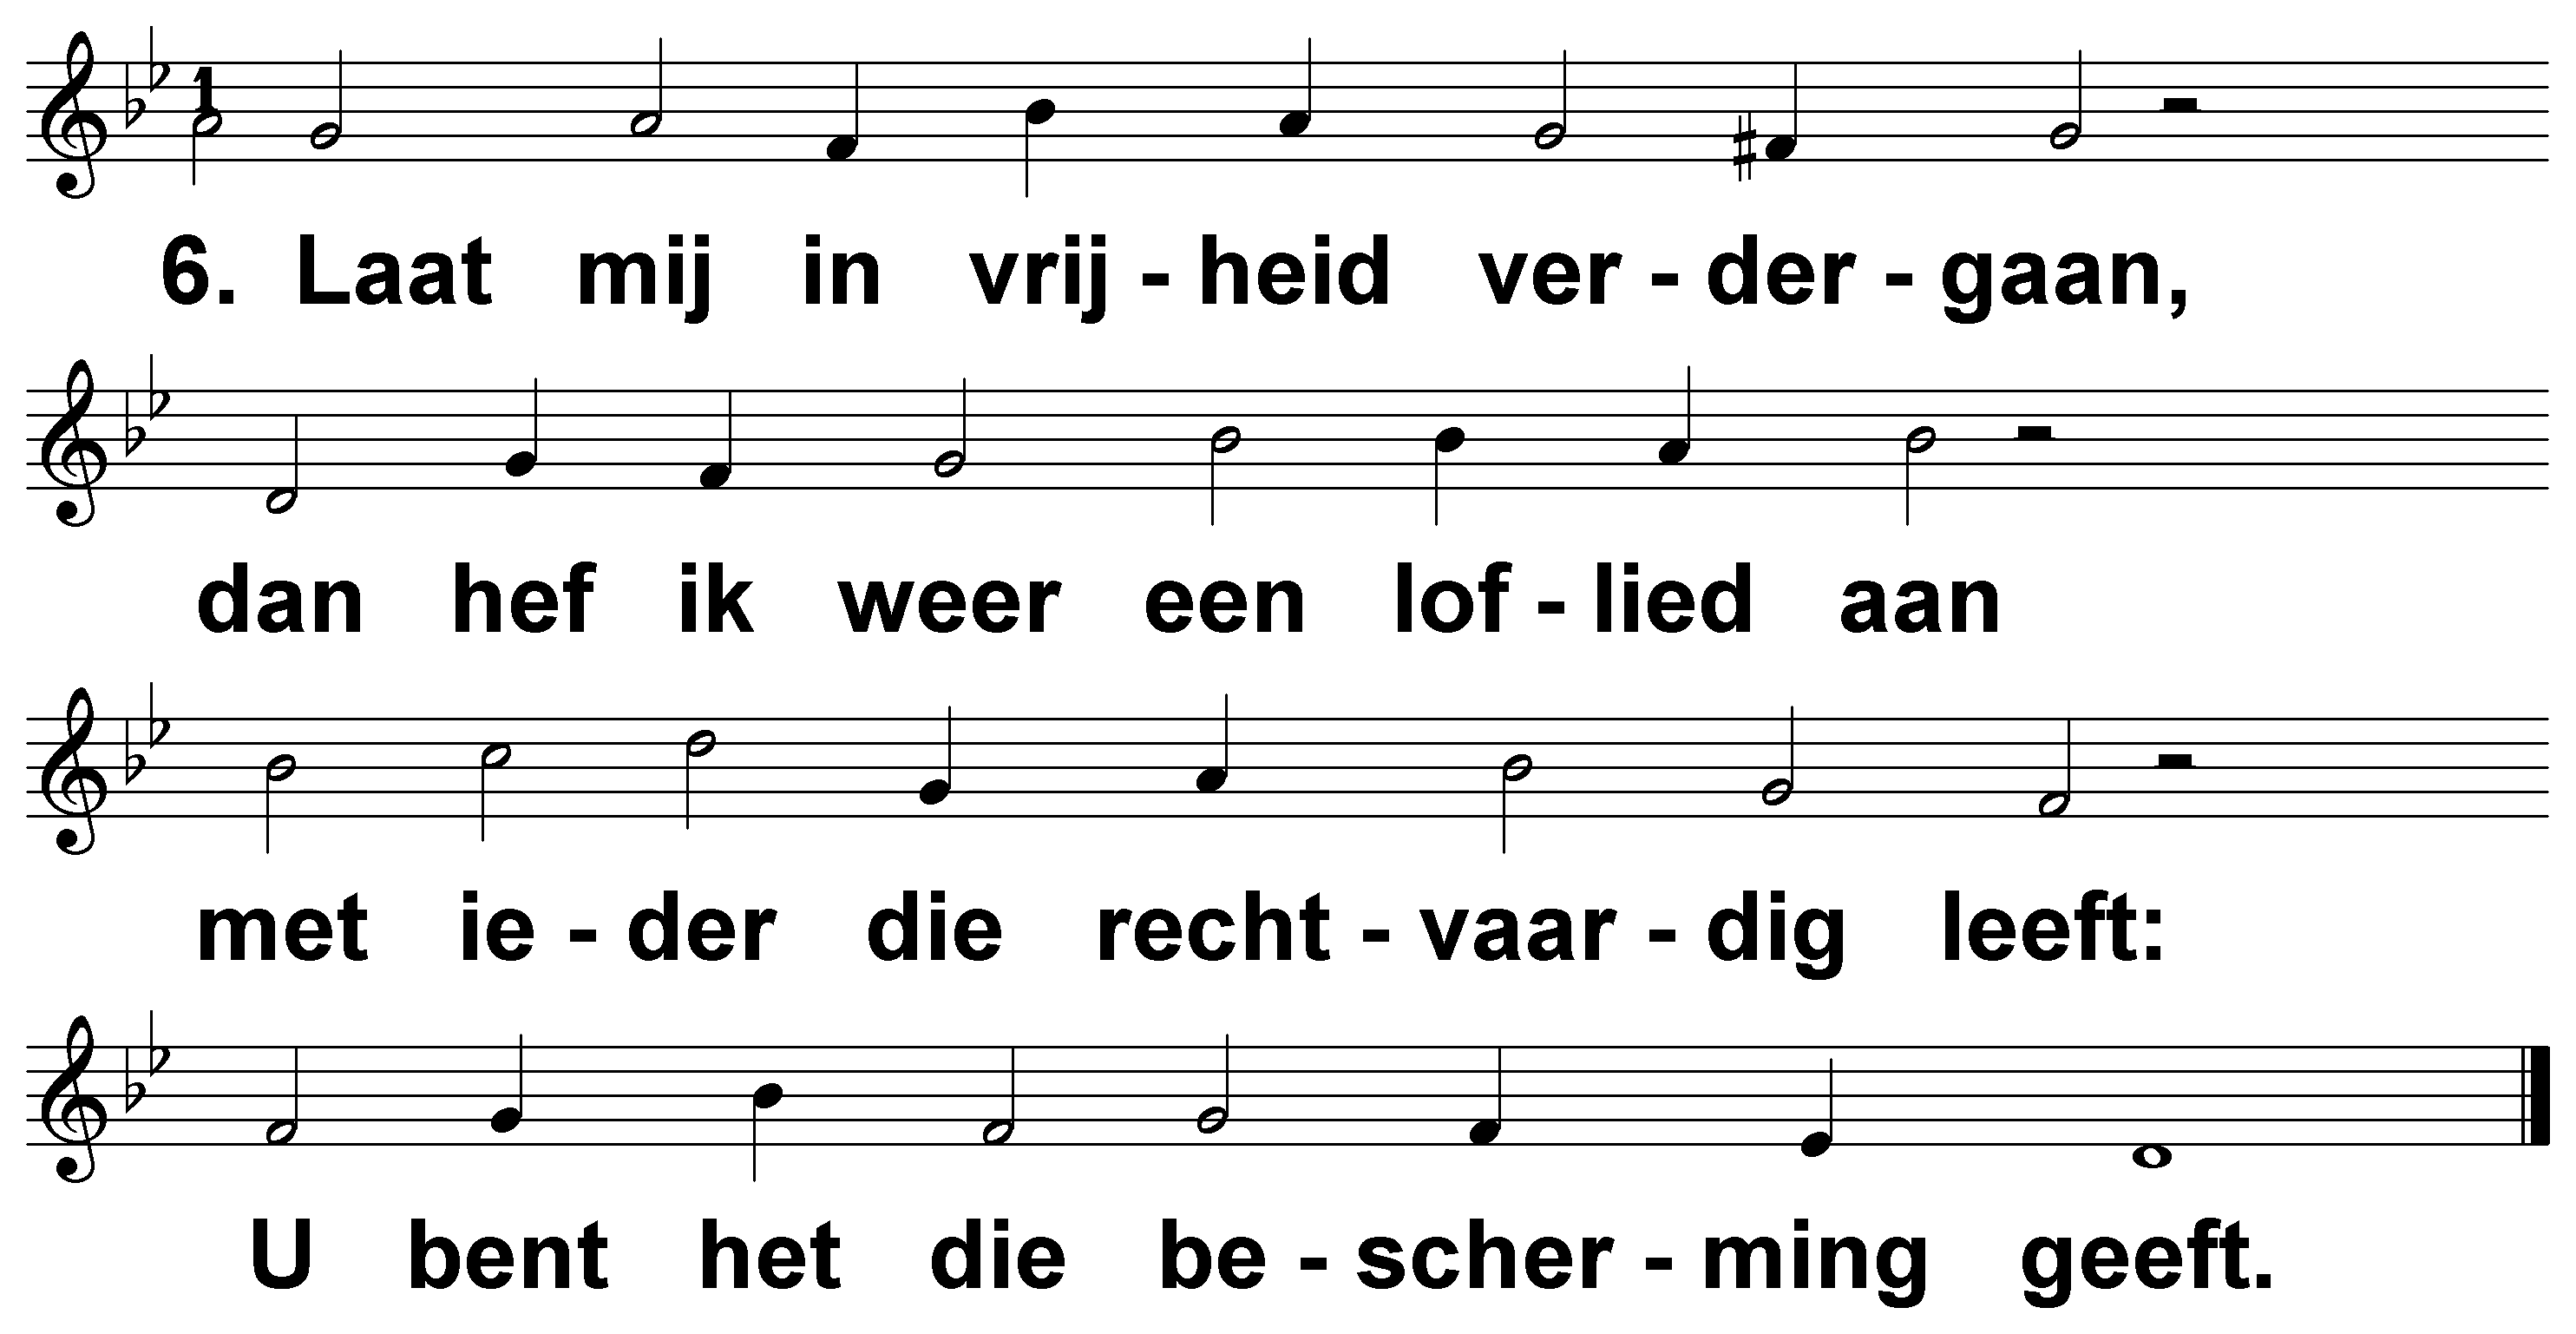 1
6. Laat mij in vrij - heid ver - der - gaan,
dan hef ik weer een lof - lied aan
met ie - der die recht - vaar - dig leeft:
U bent het die be - scher - ming geeft.